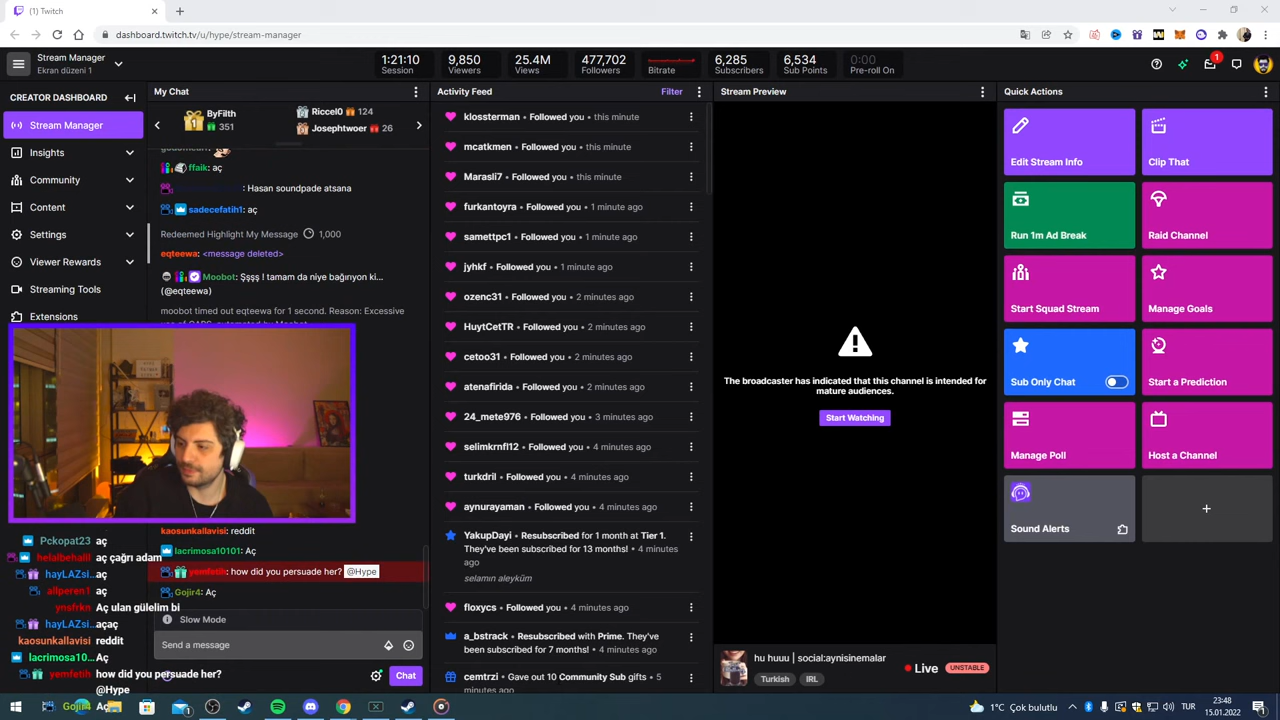 Twitch
dashboard.twitch.tv/u/hype/stream-manager
Stream Manager
Ekran düzeni 1
1:21:10
Session
9,850
Viewers
25.4M
Views
477,702
Followers
Bitrate
6,285
Subscribers
6,534
Sub Points
0:00
Pre-roll On
1
CREATOR DASHBOARD
Stream Manager
Insights
Community
Content
Settings
Viewer Rewards
Streaming Tools
Extensions
My Chat
ByFilth
351
1
Riccel0 124
Josephtwoer 26
ffaik: aç
: Hasan soundpade atsana
sadecefatih1: aç
Redeemed Highlight My Message 1,000
eqteewa: <message deleted>
Moobot: Şşşş ! tamam da niye bağırıyon ki...
(@eqteewa)
moobot timed out eqteewa for 1 second. Reason: Excessive
kaosunkallavisi: reddit
lacrimosa10101: Aç
yemfetih: how did you persuade her? @Hype
Gojir4: Aç
Slow Mode
Send a message
Chat
Pckopat23 aç
helalbehalil aç çağrı adam
hayLAZsi... aç
allperen1 aç
ynsfrkn Aç ulan gülelim bi
hayLAZsi... açaç
kaosunkallavisi reddit
lacrimosa10... Aç
yemfetih how did you persuade her?
@Hype
Gojir4 Aç
Activity Feed
Filter
klossterman • Followed you • this minute
mcatkmen • Followed you • this minute
Marasli7 • Followed you • this minute
furkantoyra • Followed you • 1 minute ago
samettpc1 • Followed you • 1 minute ago
jyhkf • Followed you • 1 minute ago
ozenc31 • Followed you • 2 minutes ago
HuytCetTR • Followed you • 2 minutes ago
cetoo31 • Followed you • 2 minutes ago
atenafirida • Followed you • 2 minutes ago
24_mete976 • Followed you • 3 minutes ago
selimkrnfl12 • Followed you • 4 minutes ago
turkdril • Followed you • 4 minutes ago
aynurayaman • Followed you • 4 minutes ago
YakupDayi • Resubscribed for 1 month at Tier 1.
They've been subscribed for 13 months! • 4 minutes
ago
selamın aleyküm
floxycs • Followed you • 4 minutes ago
a_bstrack • Resubscribed with Prime. They've
been subscribed for 7 months! • 4 minutes ago
cemtrzi • Gave out 10 Community Sub gifts • 5
minutes ago
Stream Preview
The broadcaster has indicated that this channel is intended for
mature audiences.
Start Watching
hu huuu | social:aynisinemalar
Turkish
IRL
Live
UNSTABLE
Quick Actions
Edit Stream Info
Clip That
Run 1m Ad Break
Raid Channel
Start Squad Stream
Manage Goals
Sub Only Chat
Start a Prediction
Manage Poll
Host a Channel
Sound Alerts
1°C Çok bulutlu
TUR
23:48
15.01.2022